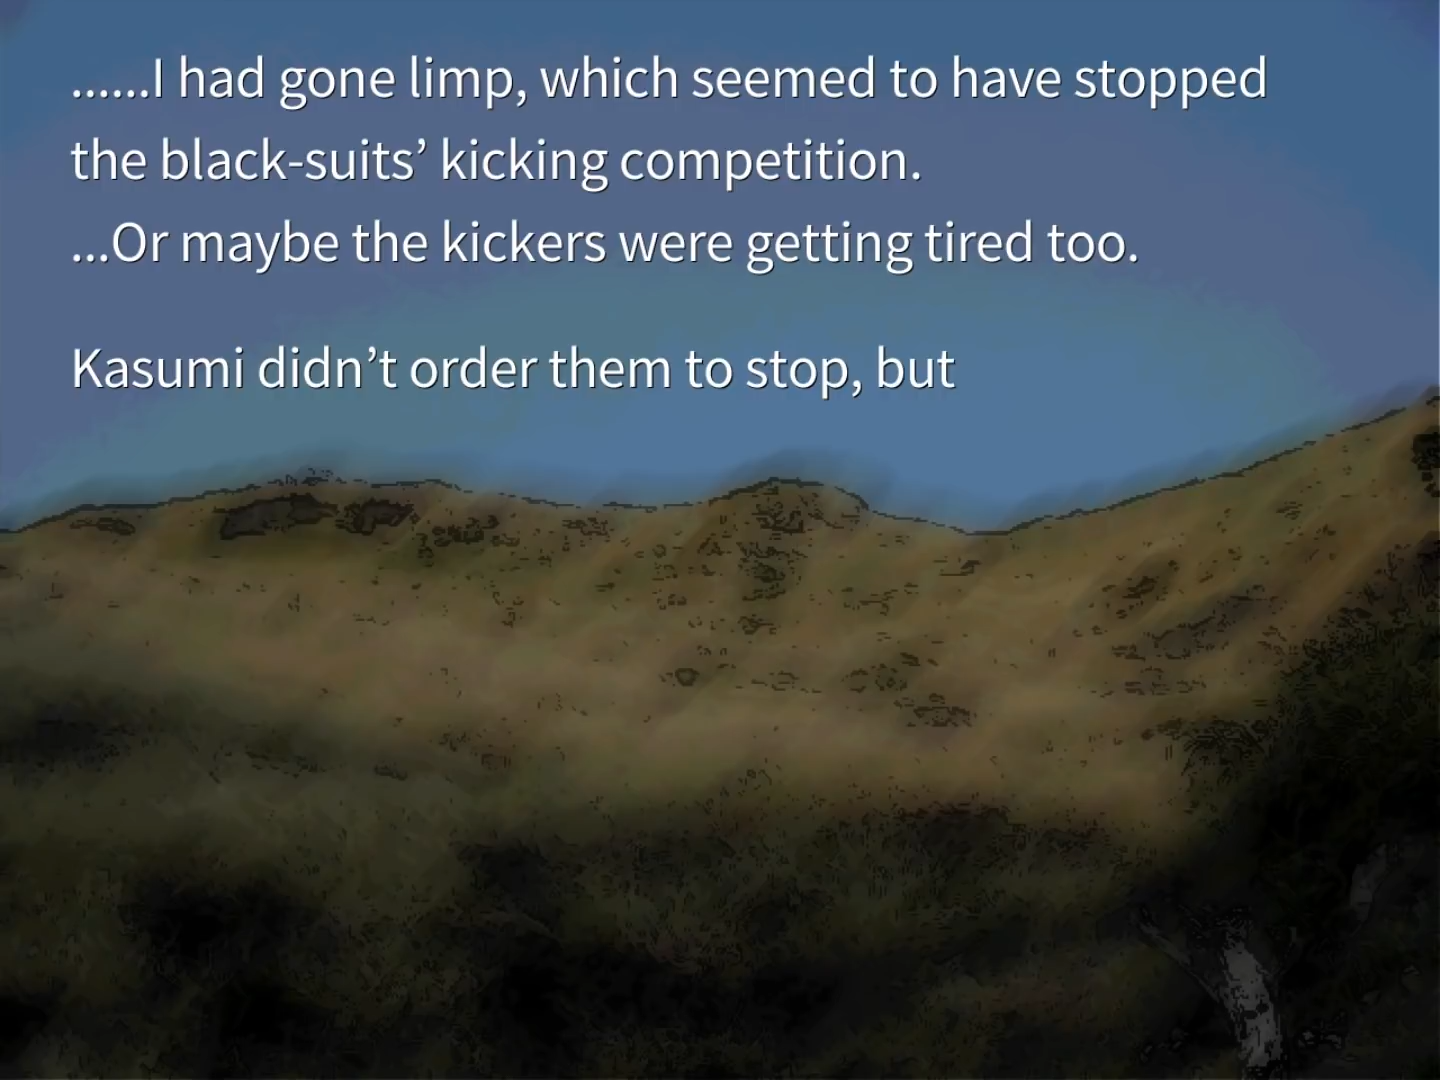 ......I had gone limp, which seemed to have stopped
the black-suits’ kicking competition.
...Or maybe the kickers were getting tired too.
Kasumi didn’t order them to stop, but